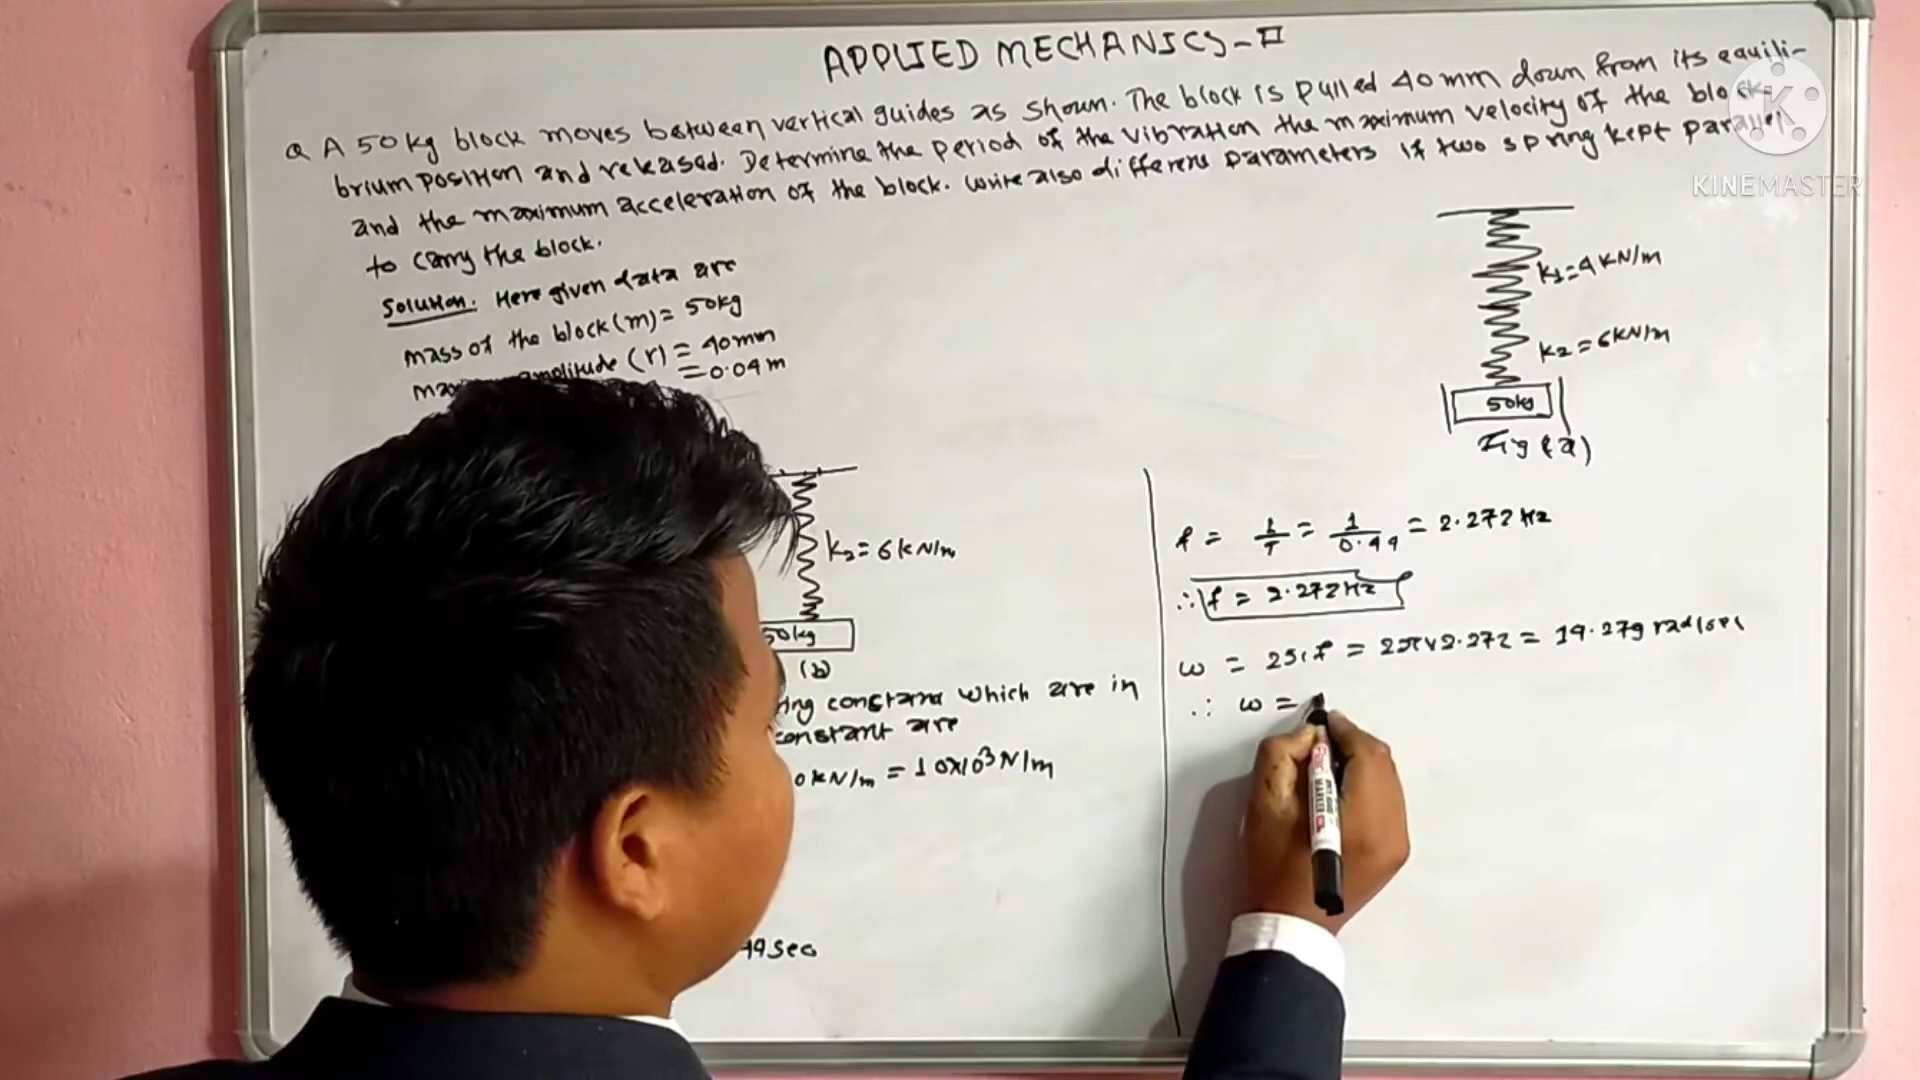 APPLIED MECHANICS-II
Q A 50kg block moves between vertical guides as shown. The block is pulled 40mm down from its equili-
brium position and released. Determine the period of the vibration the maximum velocity of the block
and the maximum acceleration of the block. Write also different parameters if two spring kept parallel
to carry the block.
KINEMASTER
Solution: Here given data are
mass of the block(m)= 50kg
amplitude (r) = 40mm
= 0.04m
K1=4KN/m
K2=6KN/m
50kg
Fig (a)
K2=6KN/m
50kg
(b)
constant which are in
constant are
0KN/m = 10x10³N/m
44sec
f = 1/T = 1/0.44 = 2.272Hz
∴ f = 2.272Hz
ω = 2πf = 2π×2.272 = 14.279
∴ ω =